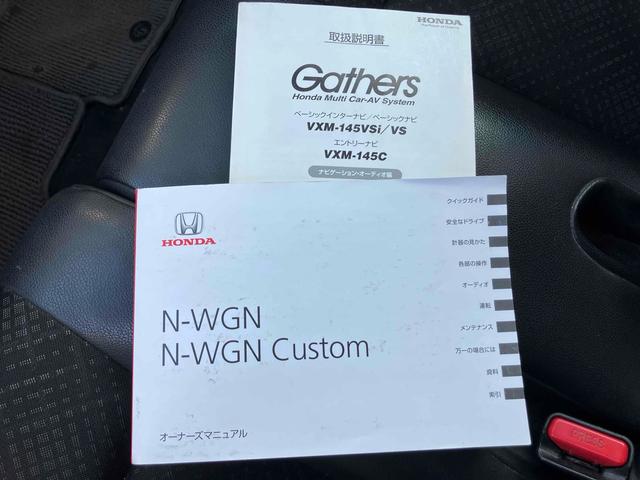 HONDA
The Power of Dreams
取扱説明書
Gathers
Honda Multi Car-AV System
ベーシックインターナビ/ベーシックナビ
VXM-145VSi/VS
エントリーナビ
VXM-145C
ナビゲーション・オーディオ編
HONDA
N-WGN
N-WGN Custom
オーナーズマニュアル
クイックガイド
安全なドライブ
計器の見かた
各部の操作
オーディオ
運転
メンテナンス
万一の場合には
資料
索引
PRESS